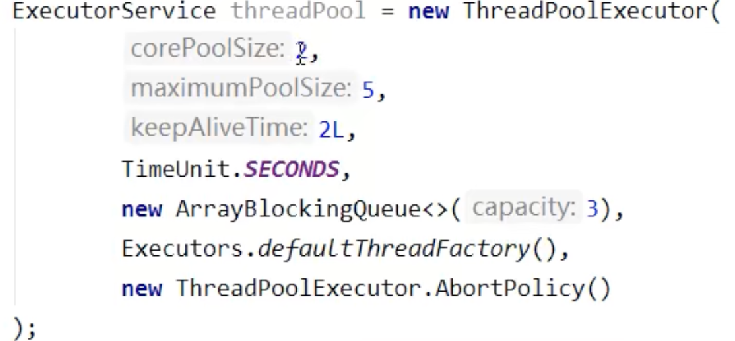 ExecutorService threadPool = new ThreadPoolExecutor(
corePoolSize: 2,
maximumPoolSize: 5,
keepAliveTime: 2L,
TimeUnit.SECONDS,
new ArrayBlockingQueue<>( capacity: 3),
Executors.defaultThreadFactory(),
new ThreadPoolExecutor.AbortPolicy()
);